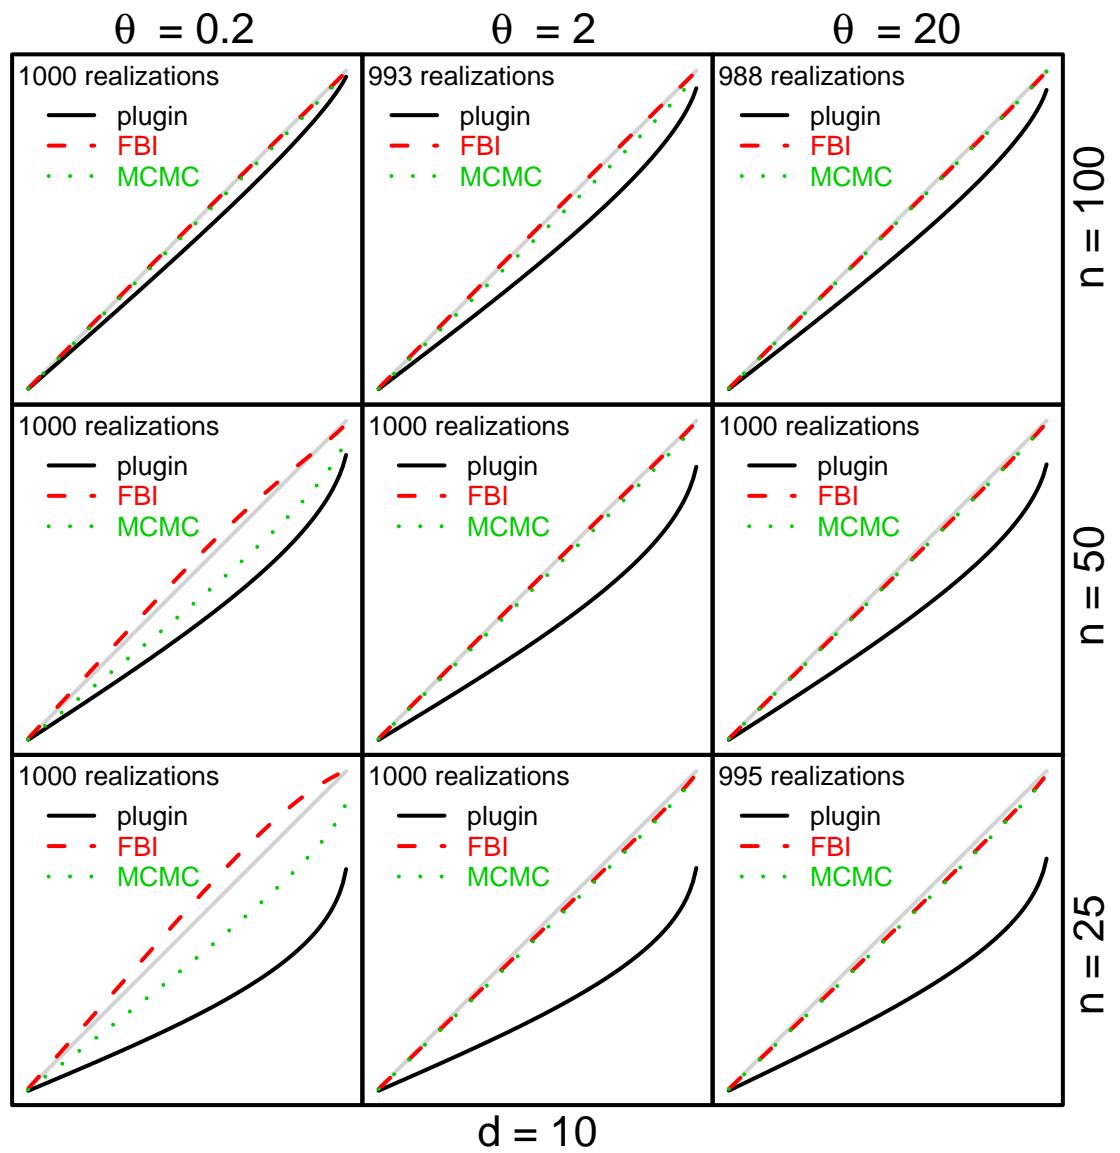 θ = 0.2
θ = 2
θ = 20
1000 realizations
plugin
FBI
MCMC
993 realizations
plugin
FBI
MCMC
988 realizations
plugin
FBI
MCMC
n = 100
1000 realizations
plugin
FBI
MCMC
1000 realizations
plugin
FBI
MCMC
1000 realizations
plugin
FBI
MCMC
n = 50
1000 realizations
plugin
FBI
MCMC
1000 realizations
plugin
FBI
MCMC
995 realizations
plugin
FBI
MCMC
n = 25
d = 10